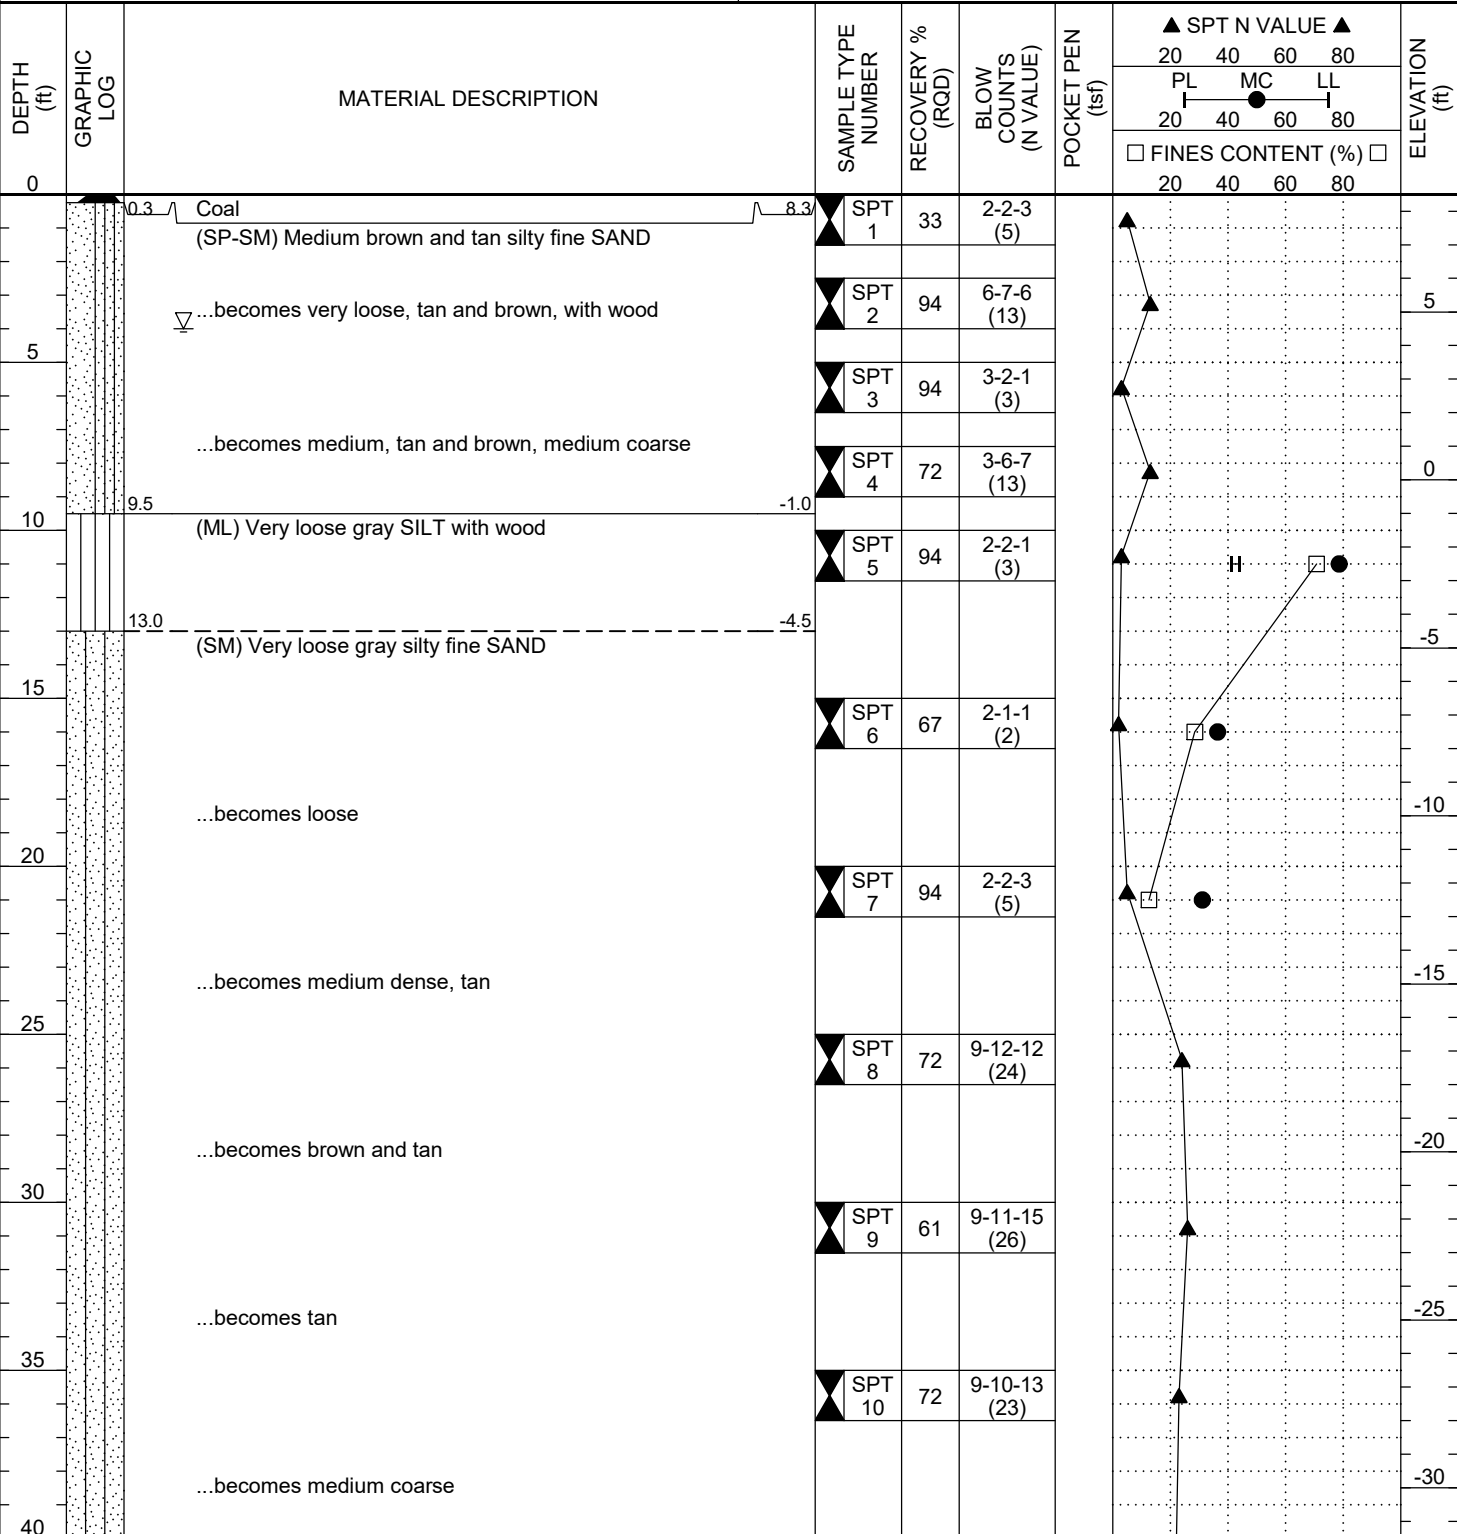 DEPTH
(ft)
GRAPHIC
LOG
MATERIAL DESCRIPTION
SAMPLE TYPE
NUMBER
RECOVERY %
(RQD)
BLOW
COUNTS
(N VALUE)
POCKET PEN
(tsf)
▲ SPT N VALUE ▲
20 40 60 80
PL MC LL
20 40 60 80
□ FINES CONTENT (%) □
20 40 60 80
ELEVATION
(ft)
0
0.3 Coal 8.3
(SP-SM) Medium brown and tan silty fine SAND
SPT
1
33
2-2-3
(5)
...becomes very loose, tan and brown, with wood
SPT
2
94
6-7-6
(13)
5
5
SPT
3
94
3-2-1
(3)
...becomes medium, tan and brown, medium coarse
SPT
4
72
3-6-7
(13)
0
9.5 -1.0
10
(ML) Very loose gray SILT with wood
SPT
5
94
2-2-1
(3)
13.0 -4.5
(SM) Very loose gray silty fine SAND
-5
15
SPT
6
67
2-1-1
(2)
...becomes loose
-10
20
SPT
7
94
2-2-3
(5)
...becomes medium dense, tan
-15
25
SPT
8
72
9-12-12
(24)
...becomes brown and tan
-20
30
SPT
9
61
9-11-15
(26)
...becomes tan
-25
35
SPT
10
72
9-10-13
(23)
...becomes medium coarse
-30
40